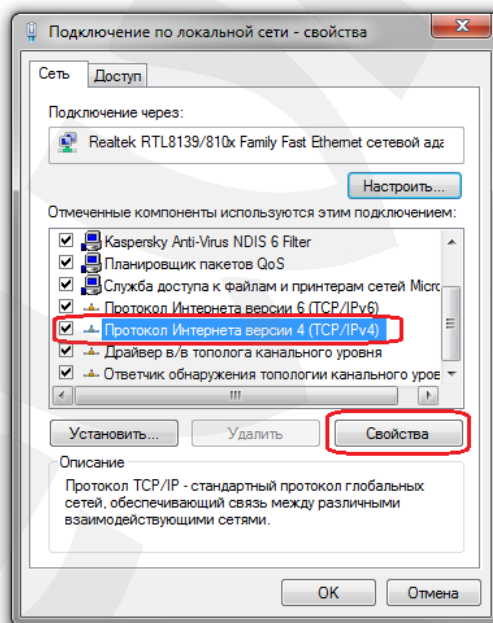 Подключение по локальной сети - свойства
Сеть
Доступ
Подключение через:
Realtek RTL8139/810x Family Fast Ethernet сетевой ада
Настроить...
Отмеченные компоненты используются этим подключением:
Kaspersky Anti-Virus NDIS 6 Filter
Планировщик пакетов QoS
Служба доступа к файлам и принтерам сетей Micro
Протокол Интернета версии 6 (TCP/IPv6)
Протокол Интернета версии 4 (TCP/IPv4)
Драйвер в/в тополога канального уровня
Ответчик обнаружения топологии канального уров
Установить...
Удалить
Свойства
Описание
Протокол TCP/IP - стандартный протокол глобальных
сетей, обеспечивающий связь между различными
взаимодействующими сетями.
OK
Отмена